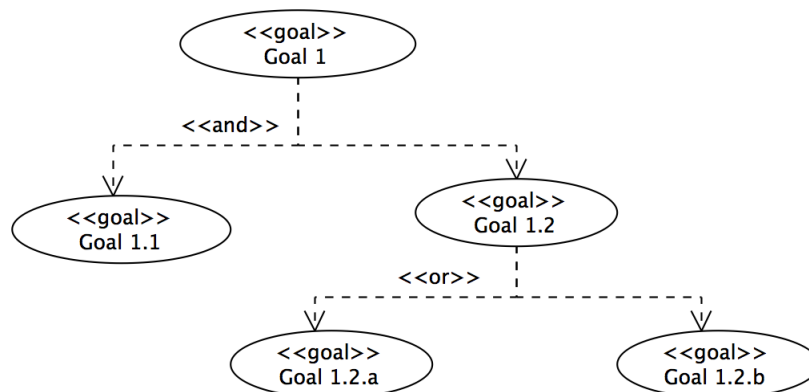 <<goal>>
Goal 1
<<and>>
<<goal>>
Goal 1.1
<<goal>>
Goal 1.2
<<or>>
<<goal>>
Goal 1.2.a
<<goal>>
Goal 1.2.b